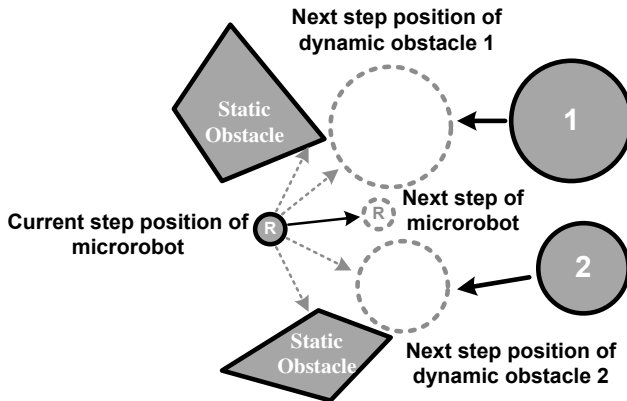 Next step position of
dynamic obstacle 1
Static
Obstacle
1
R
Next step of
microrobot
Current step position of
microrobot
R
2
Static
Obstacle
Next step position of
dynamic obstacle 2